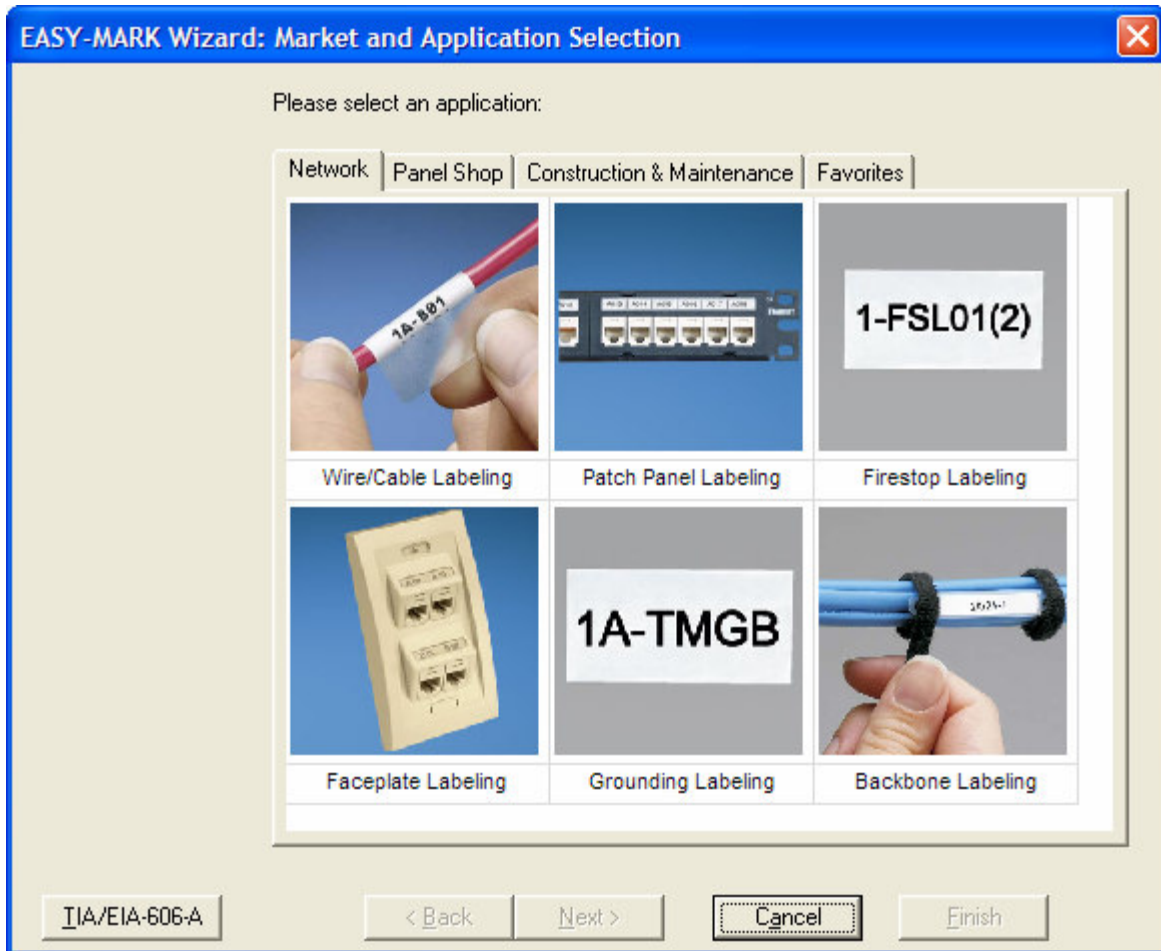 EASY-MARK Wizard: Market and Application Selection
Please select an application:
Network Panel Shop Construction & Maintenance Favorites
1A-B01
1-FSL01(2)
Wire/Cable Labeling Patch Panel Labeling Firestop Labeling
1A-TMGB
Faceplate Labeling Grounding Labeling Backbone Labeling
TIA/EIA-606-A < Back Next > Cancel Finish